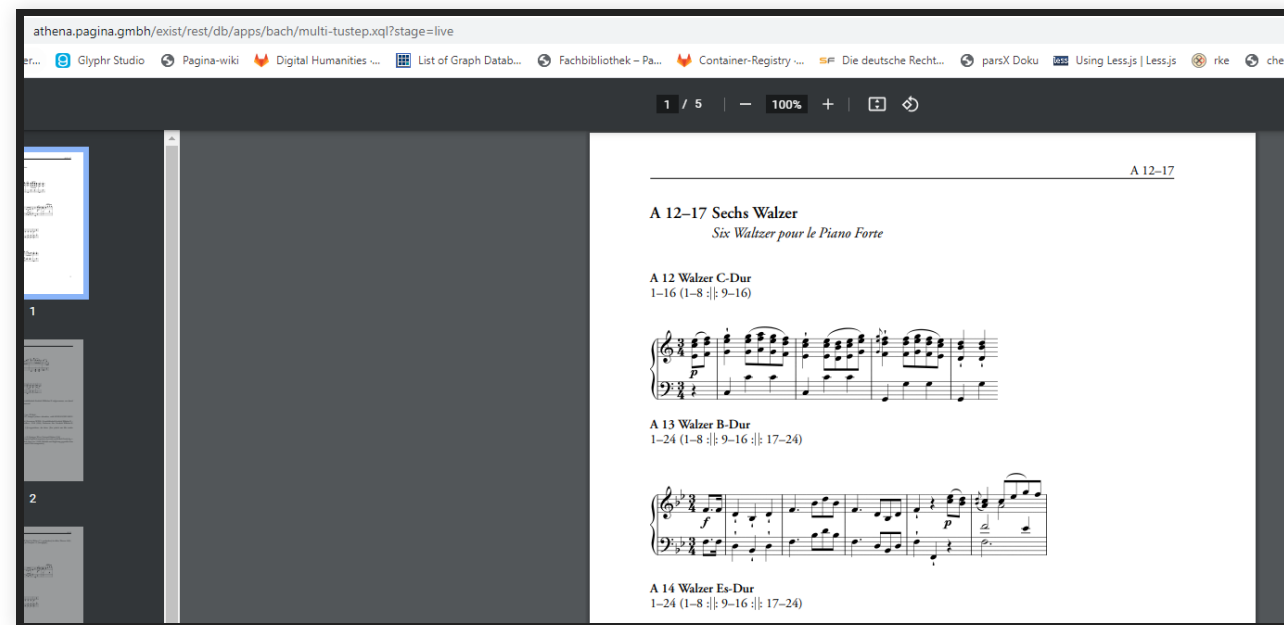 athena.pagina.gmbh/exist/rest/db/apps/bach/multi-tustep.xql?stage=live
er... Glyphr Studio Pagina-wiki Digital Humanities -... List of Graph Datab... Fachbibliothek – Pa... Container-Registry -... Die deutsche Recht... parsX Doku Using Less.js | Less.js rke che
1 / 5 − 100% +
A 12–17
A 12–17 Sechs Walzer
Six Waltzer pour le Piano Forte
A 12 Walzer C-Dur
1–16 (1–8 :||: 9–16)
p
A 13 Walzer B-Dur
1–24 (1–8 :||: 9–16 :||: 17–24)
f p
A 14 Walzer Es-Dur
1–24 (1–8 :||: 9–16 :||: 17–24)
1
2